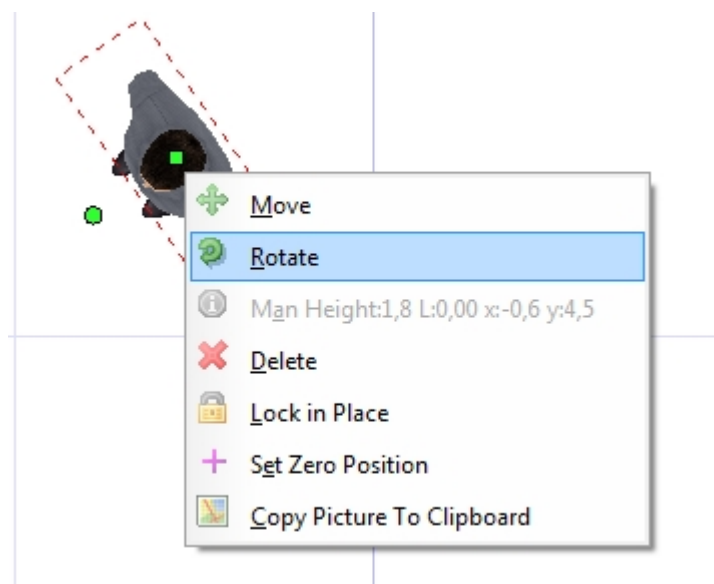 Move
Rotate
Man Height:1,8 L:0,00 x:-0,6 y:4,5
Delete
Lock in Place
Set Zero Position
Copy Picture To Clipboard